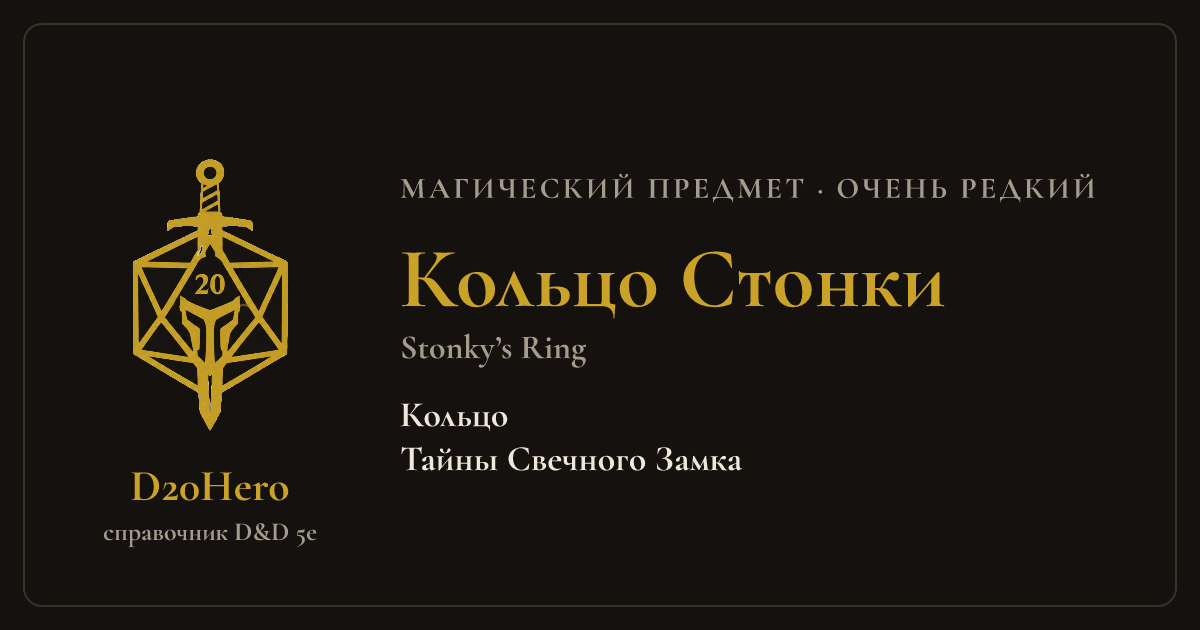 МАГИЧЕСКИЙ ПРЕДМЕТ · ОЧЕНЬ РЕДКИЙ
20
Кольцо Стонки
Stonky’s Ring
Кольцо
Тайны Свечного Замка
D20Hero
справочник D&D 5e